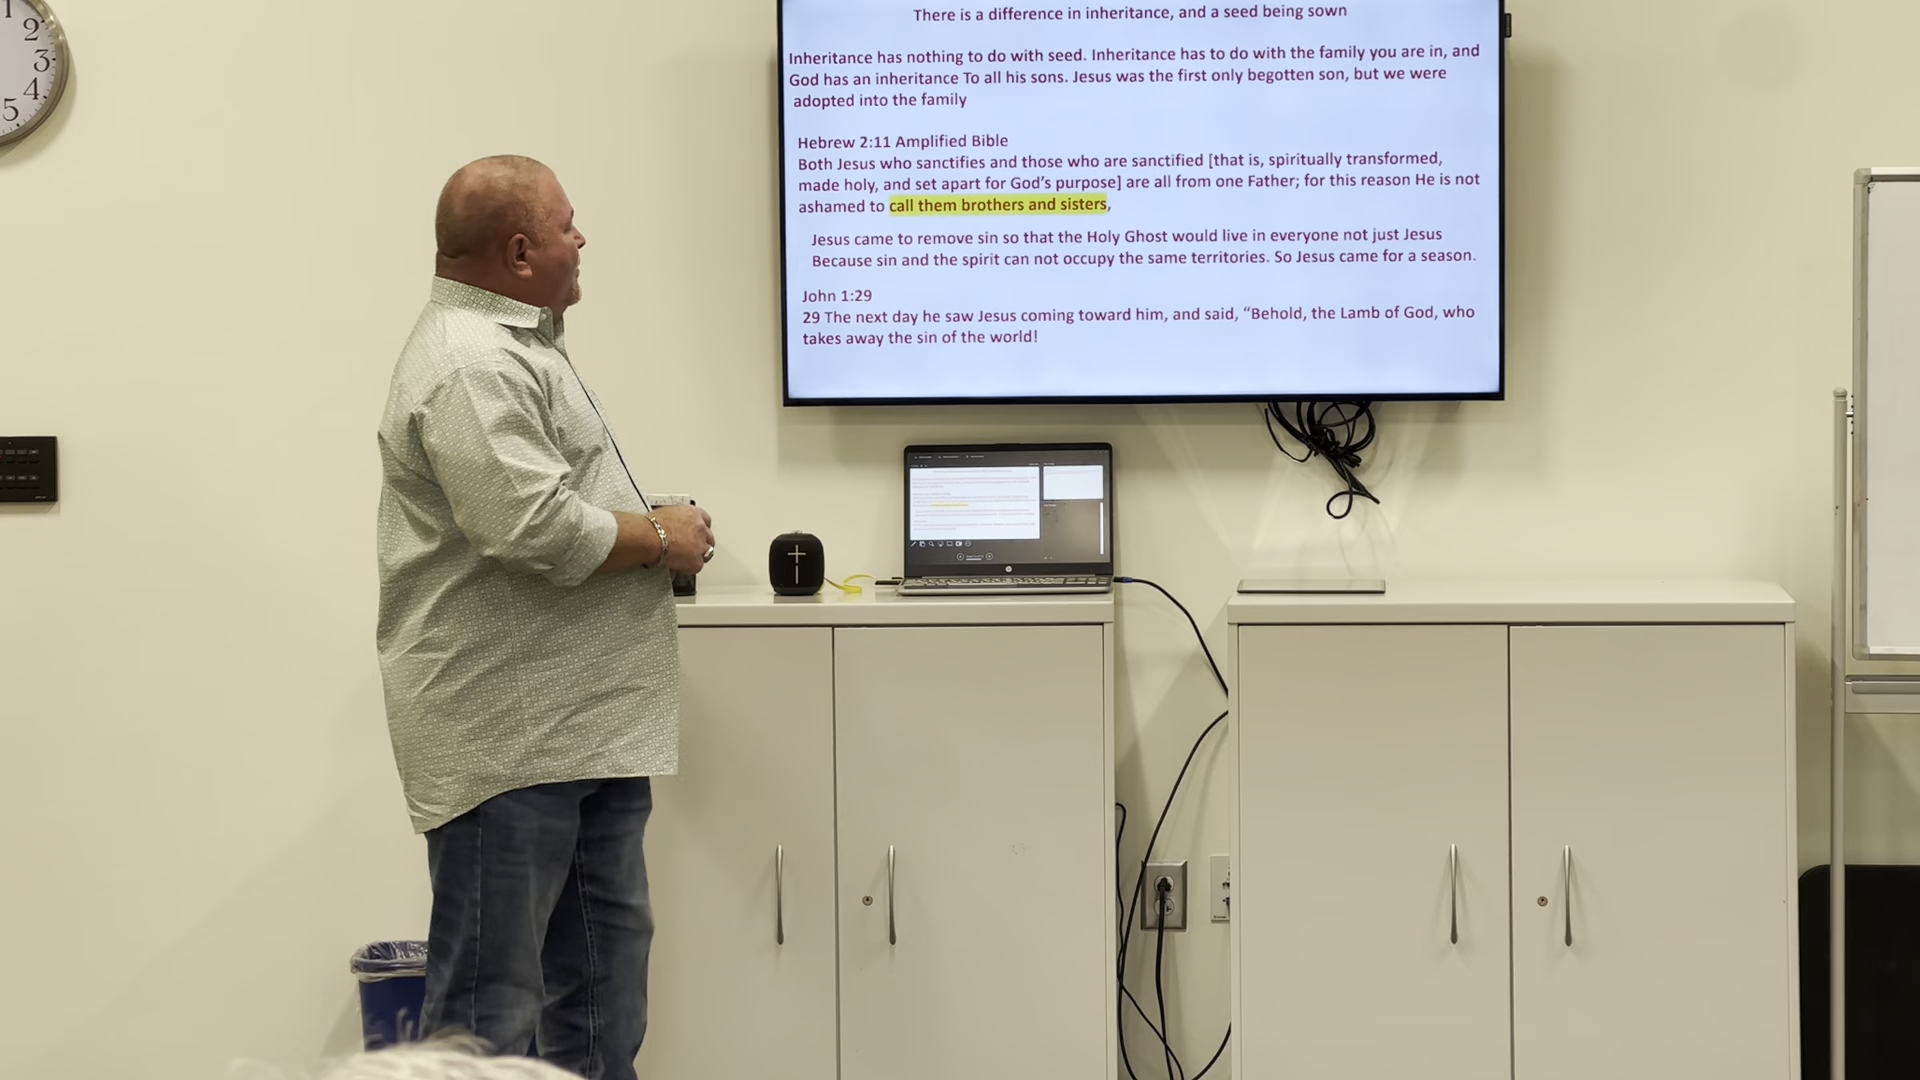 1
2
3
4
5
There is a difference in inheritance, and a seed being sown
Inheritance has nothing to do with seed. Inheritance has to do with the family you are in, and
God has an inheritance To all his sons. Jesus was the first only begotten son, but we were
adopted into the family
Hebrew 2:11 Amplified Bible
Both Jesus who sanctifies and those who are sanctified [that is, spiritually transformed,
made holy, and set apart for God’s purpose] are all from one Father; for this reason He is not
ashamed to call them brothers and sisters,
Jesus came to remove sin so that the Holy Ghost would live in everyone not just Jesus
Because sin and the spirit can not occupy the same territories. So Jesus came for a season.
John 1:29
29 The next day he saw Jesus coming toward him, and said, “Behold, the Lamb of God, who
takes away the sin of the world!
hp